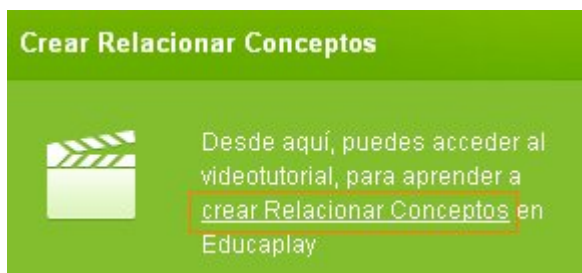 Crear Relacionar Conceptos
Desde aquí, puedes acceder al
videotutorial, para aprender a
crear Relacionar Conceptos en
Educaplay